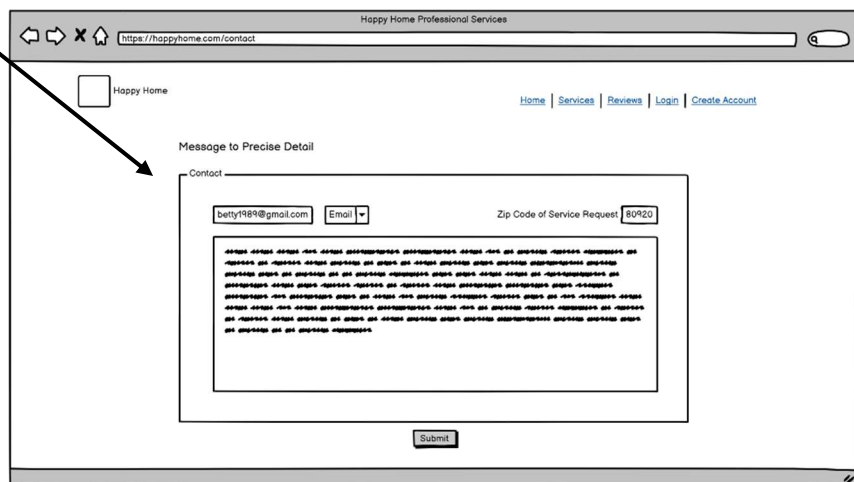 Happy Home Professional Services
https://happyhome.com/contact
Happy Home
Home | Services | Reviews | Login | Create Account
Message to Precise Detail
Contact
betty1989@gmail.com Email Zip Code of Service Request 80920
Submit